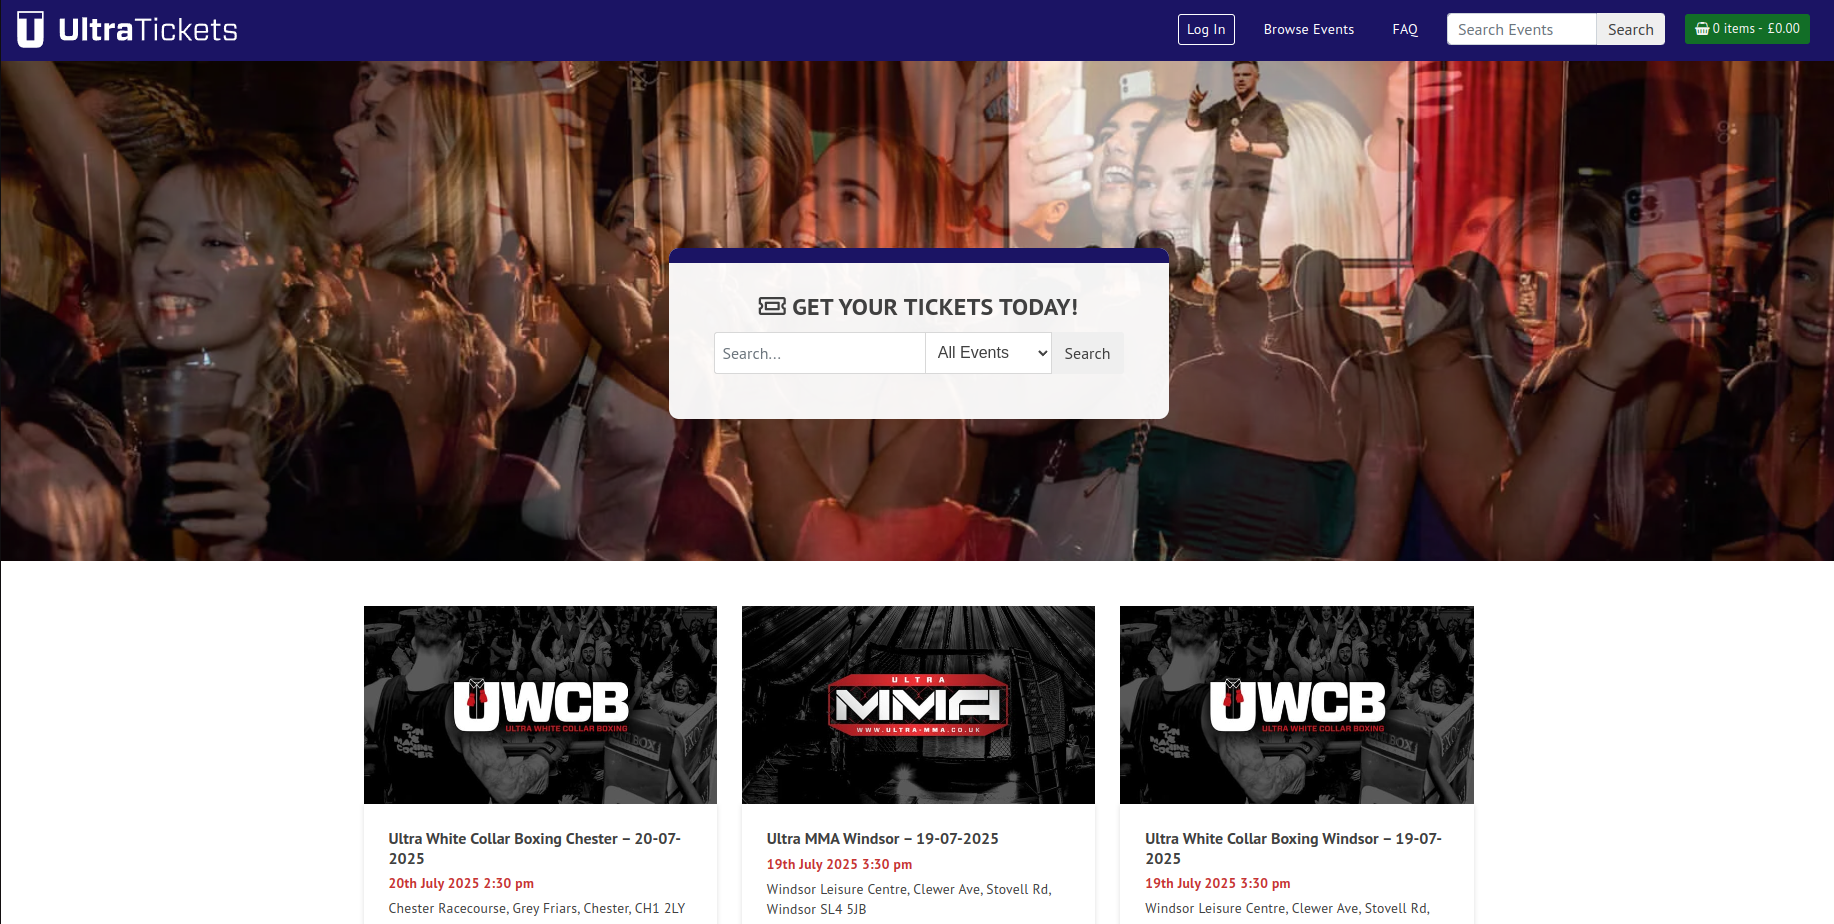 UltraTickets
Log In
Browse Events
FAQ
Search Events
Search
0 items - £0.00
GET YOUR TICKETS TODAY!
Search...
All Events
Search
UWCB
ULTRA WHITE COLLAR BOXING
ULTRA
MMA
WWW.ULTRA-MMA.CO.UK
UWCB
ULTRA WHITE COLLAR BOXING
Ultra White Collar Boxing Chester – 20-07-
2025
20th July 2025 2:30 pm
Chester Racecourse, Grey Friars, Chester, CH1 2LY
Ultra MMA Windsor – 19-07-2025
19th July 2025 3:30 pm
Windsor Leisure Centre, Clewer Ave, Stovell Rd,
Windsor SL4 5JB
Ultra White Collar Boxing Windsor – 19-07-
2025
19th July 2025 3:30 pm
Windsor Leisure Centre, Clewer Ave, Stovell Rd,